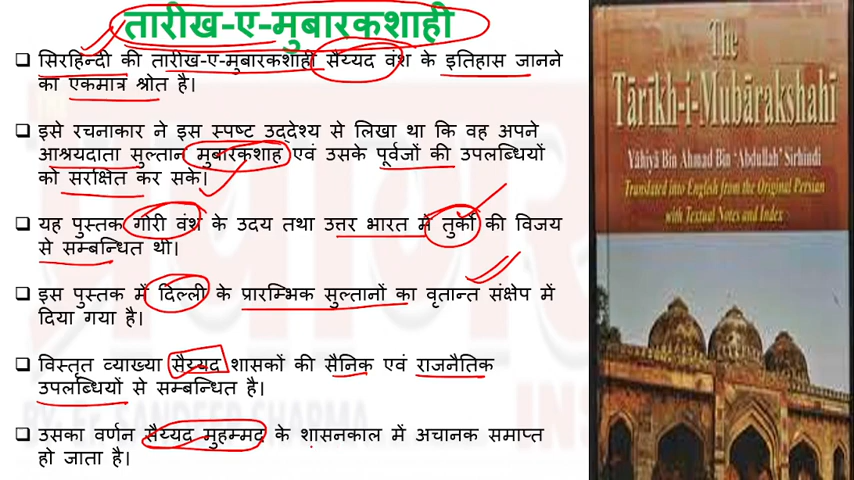 तारीख-ए-मुबारकशाही
सिरहिन्दी की तारीख-ए-मुबारकशाही सैय्यद वंश के इतिहास जानने
का एकमात्र श्रोत है।
इसे रचनाकार ने इस स्पष्ट उद्देश्य से लिखा था कि वह अपने
आश्रयदाता सुल्तान मुबारकशाह एवं उसके पूर्वजों की उपलब्धियों
को सरक्षित कर सके।
यह पुस्तक गोरी वंश के उदय तथा उत्तर भारत में तुर्कों की विजय
से सम्बन्धित थी।
इस पुस्तक में दिल्ली के प्रारम्भिक सुल्तानों का वृतान्त संक्षेप में
दिया गया है।
विस्तृत व्याख्या सैय्यद शासकों की सैनिक एवं राजनैतिक
उपलब्धियों से सम्बन्धित है।
उसका वर्णन सैय्यद मुहम्मद के शासनकाल में अचानक समाप्त
हो जाता है।
The
Tārīkh-i-Mubārakshahī
Yāhiyā Bin Ahmad Bin 'Abdullah' Sirhindi
Translated into English from the Original Persian
with Textual Notes and Index